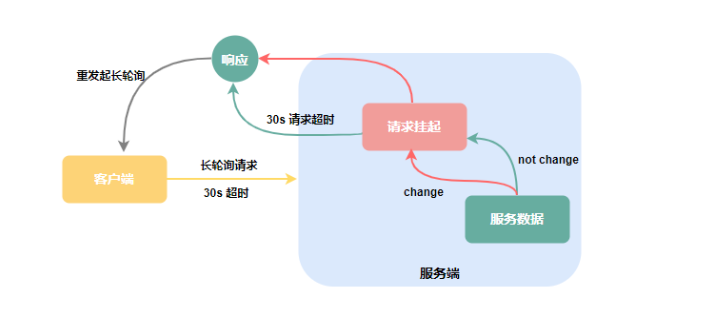 响应
重发起长轮询
30s 请求超时
请求挂起
客户端
长轮询请求
30s 超时
not change
change
服务数据
服务端